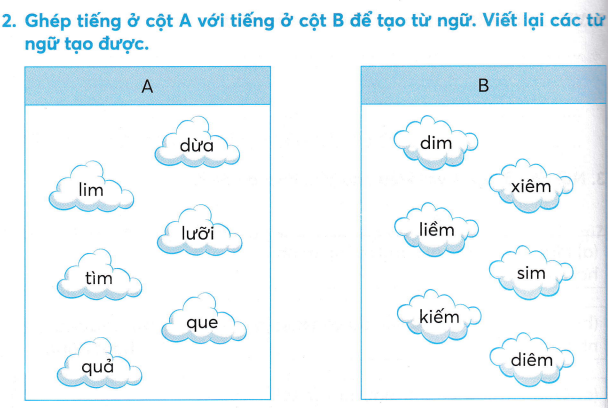 2. Ghép tiếng ở cột A với tiếng ở cột B để tạo từ ngữ. Viết lại các từ
ngữ tạo được.
A
dừa
lim
lưỡi
tìm
que
quả
B
dim
xiêm
liềm
sim
kiếm
diêm